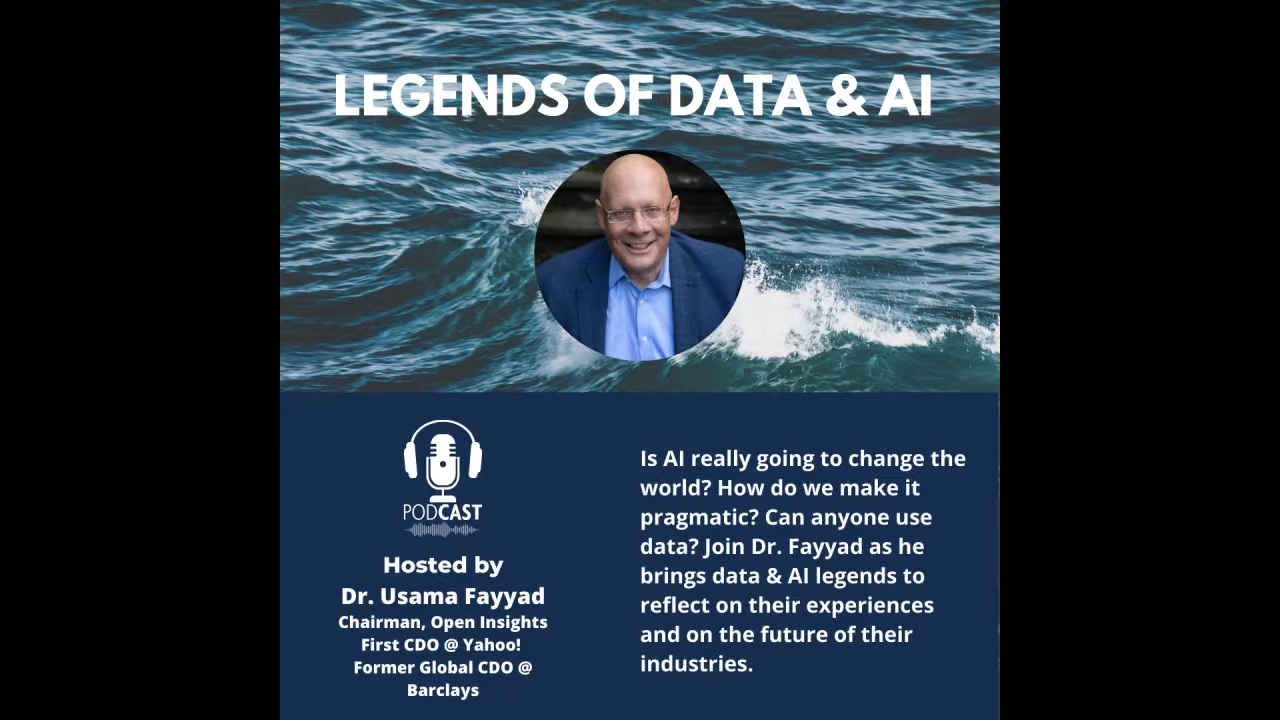 LEGENDS OF DATA & AI
PODCAST
Hosted by
Dr. Usama Fayyad
Chairman, Open Insights
First CDO @ Yahoo!
Former Global CDO @
Barclays
Is AI really going to change the
world? How do we make it
pragmatic? Can anyone use
data? Join Dr. Fayyad as he
brings data & AI legends to
reflect on their experiences
and on the future of their
industries.